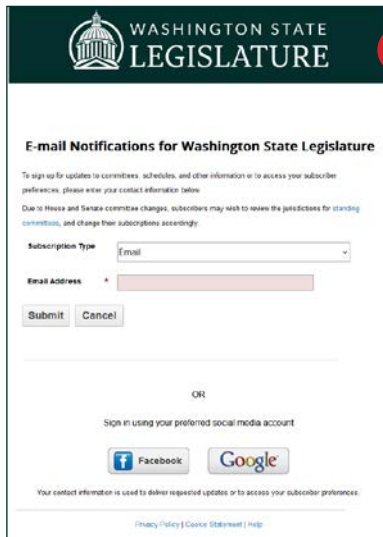 WASHINGTON STATE
LEGISLATURE
E-mail Notifications for Washington State Legislature
To sign up for updates to committees, schedules, and other information or to access your subscriber
preferences, please enter your contact information below.
Due to House and Senate committee changes, subscribers may wish to review the jurisdictions for standing
committees, and change their subscriptions accordingly.
Subscription Type
Email
Email Address *
Submit Cancel
OR
Sign in using your preferred social media account
f Facebook Google
Your contact information is used to deliver requested updates or to access your subscriber preferences.
Privacy Policy | Cookie Statement | Help